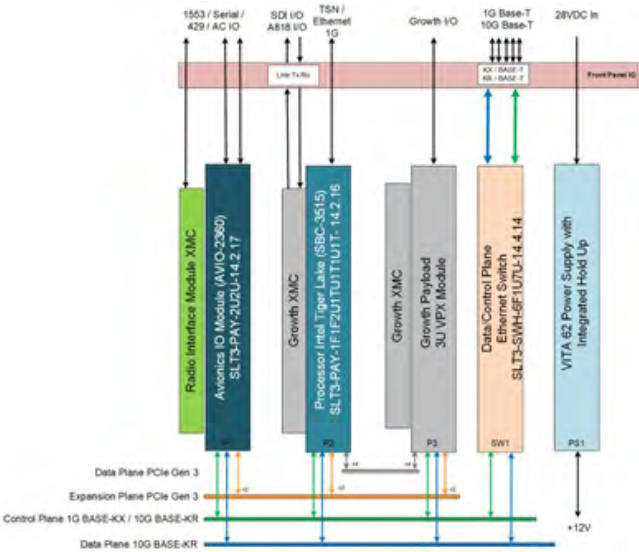 1553 / Serial /
429 / AC IO
SDI I/O
A818 I/O
TSN /
Ethernet
1G
Growth I/O
1G Base-T
10G Base-T
28VDC In
Line Tx/Rx
KX / BASE-T
KR / BASE-T
Front Panel IO
Radio Interface Module XMC
Avionics IO Module (AVIO-2360)
SLT3-PAY-2U2U-14.2.17
Growth XMC
Processor Intel Tiger Lake (SBC-3515)
SLT3-PAY-1F1F2U1TU1T1U1T- 14.2.16
Growth XMC
Growth Payload
3U VPX Module
Data/Control Plane
Ethernet Switch
SLT3-SWH-6F1U7U-14.4.14
VITA 62 Power Supply with
Integrated Hold Up
P2
P3
SW1
PS1
Data Plane PCIe Gen 3
Expansion Plane PCIe Gen 3
Control Plane 1G BASE-KX / 10G BASE-KR
+12V
Data Plane 10G BASE-KR